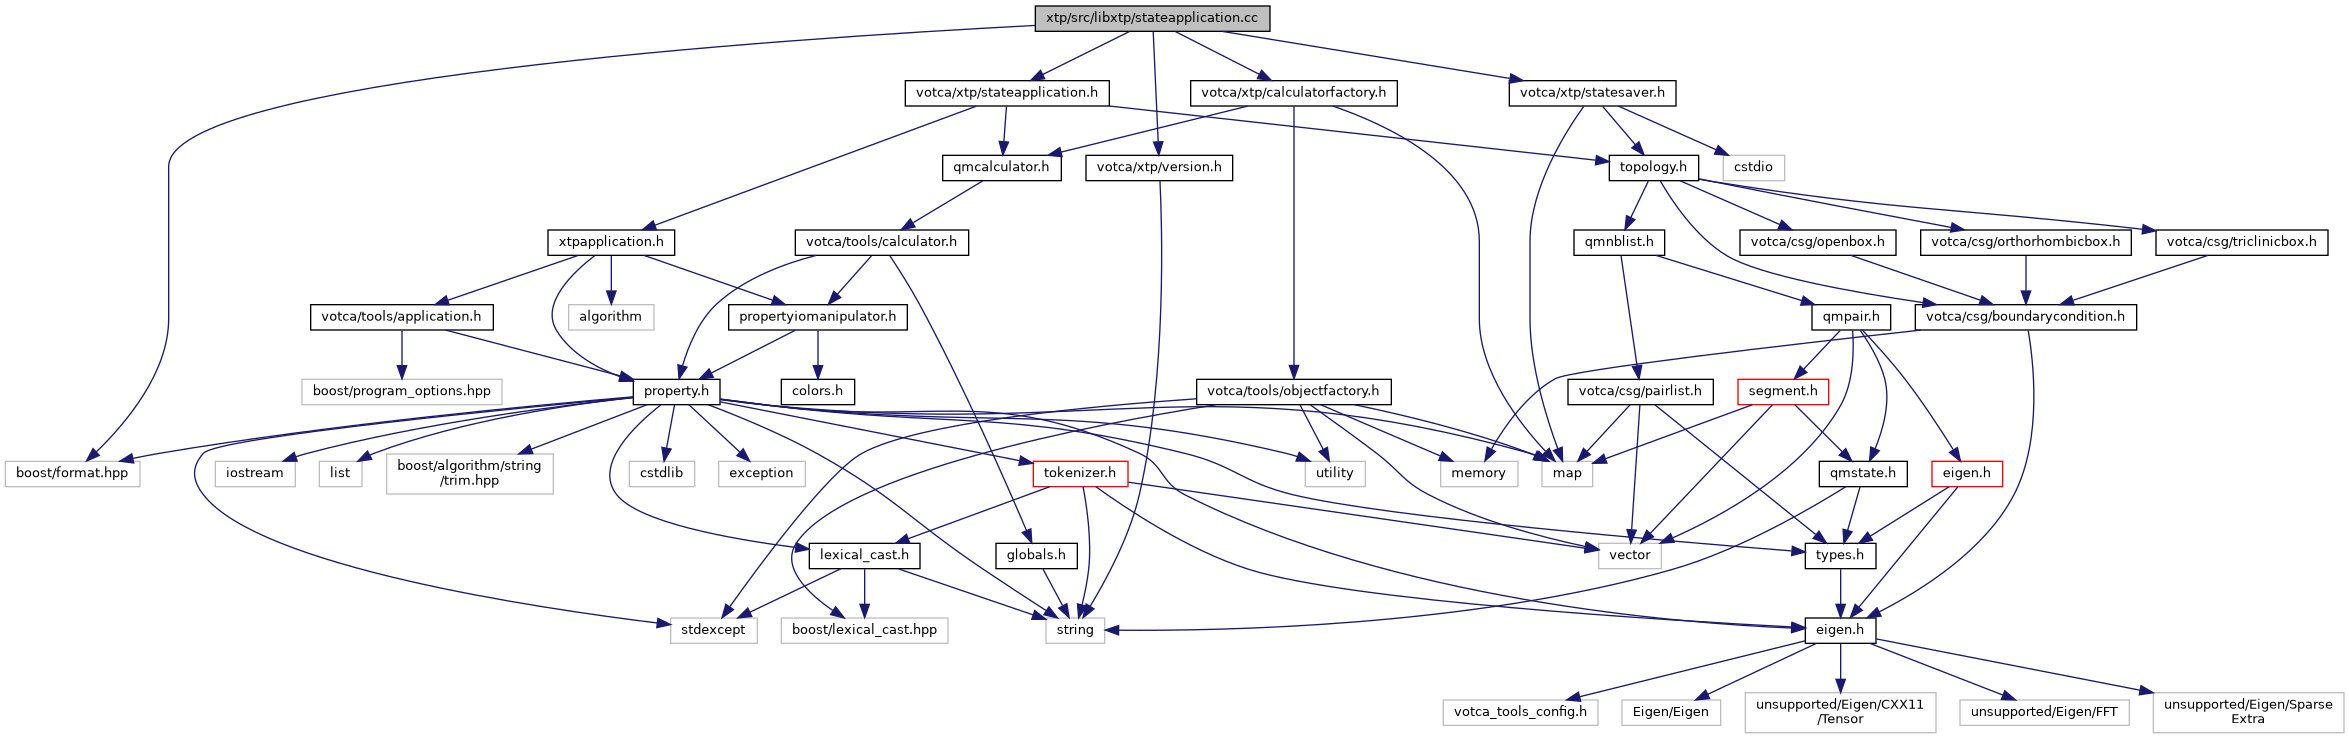 xtp/src/libxtp/stateapplication.cc
votca/xtp/stateapplication.h
votca/xtp/calculatorfactory.h
votca/xtp/statesaver.h
qmcalculator.h
votca/xtp/version.h
topology.h
cstdio
xtpapplication.h
votca/tools/calculator.h
qmnblist.h
votca/csg/openbox.h
votca/csg/orthorhombicbox.h
votca/csg/triclinicbox.h
votca/tools/application.h
algorithm
propertyiomanipulator.h
qmpair.h
votca/csg/boundarycondition.h
boost/program_options.hpp
property.h
colors.h
votca/tools/objectfactory.h
votca/csg/pairlist.h
segment.h
boost/format.hpp
iostream
list
boost/algorithm/string
/trim.hpp
cstdlib
exception
tokenizer.h
utility
memory
map
qmstate.h
eigen.h
lexical_cast.h
globals.h
vector
types.h
stdexcept
boost/lexical_cast.hpp
string
eigen.h
votca_tools_config.h
Eigen/Eigen
unsupported/Eigen/CXX11
/Tensor
unsupported/Eigen/FFT
unsupported/Eigen/Sparse
Extra